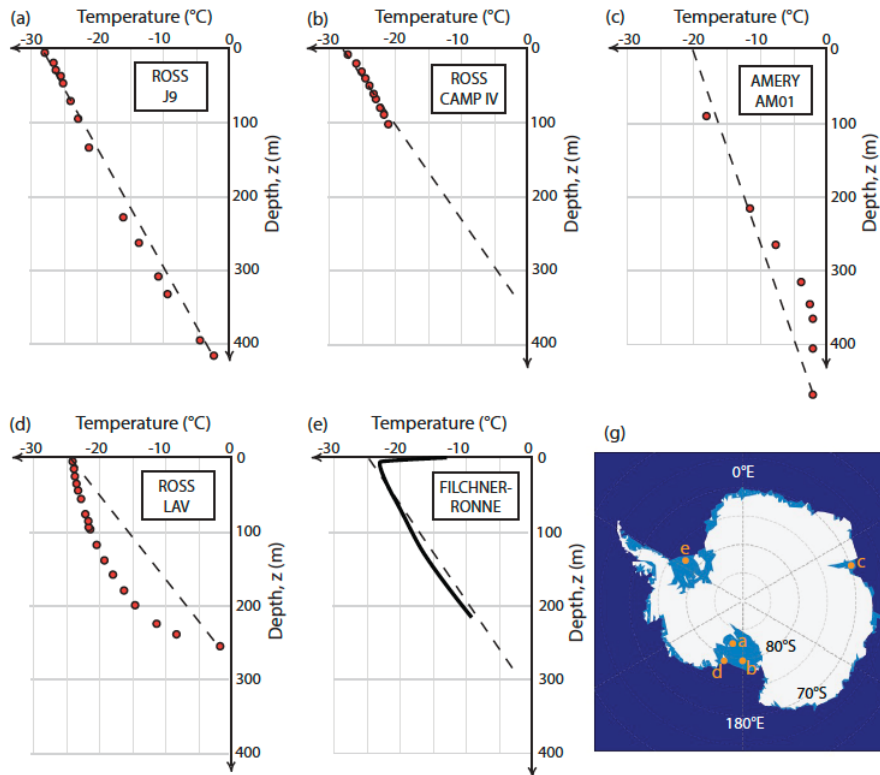 (a) Temperature (°C)
-30 -20 -10 0
ROSS
J9
100
200
300
400
Depth, z (m)
(b) Temperature (°C)
-30 -20 -10 0
ROSS
CAMP IV
100
200
300
400
Depth, z (m)
(c) Temperature (°C)
-30 -20 -10 0
AMERY
AM01
100
200
300
400
Depth, z (m)
(d) Temperature (°C)
-30 -20 -10 0
ROSS
LAV
100
200
300
400
Depth, z (m)
(e) Temperature (°C)
-30 -20 -10 0
FILCHNER-
RONNE
100
200
300
400
Depth, z (m)
(g)
0°E
e
c
a
80°S
d b
70°S
180°E